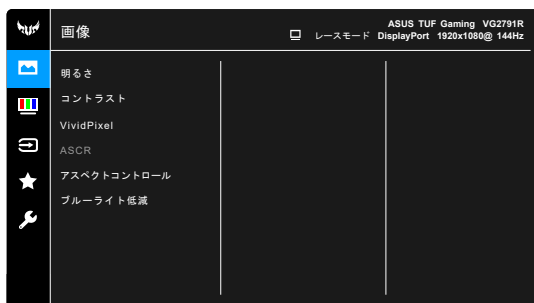 画像
ASUS TUF Gaming VG2791R
レースモード DisplayPort 1920x1080@ 144Hz
明るさ
コントラスト
VividPixel
ASCR
アスペクトコントロール
ブルーライト低減